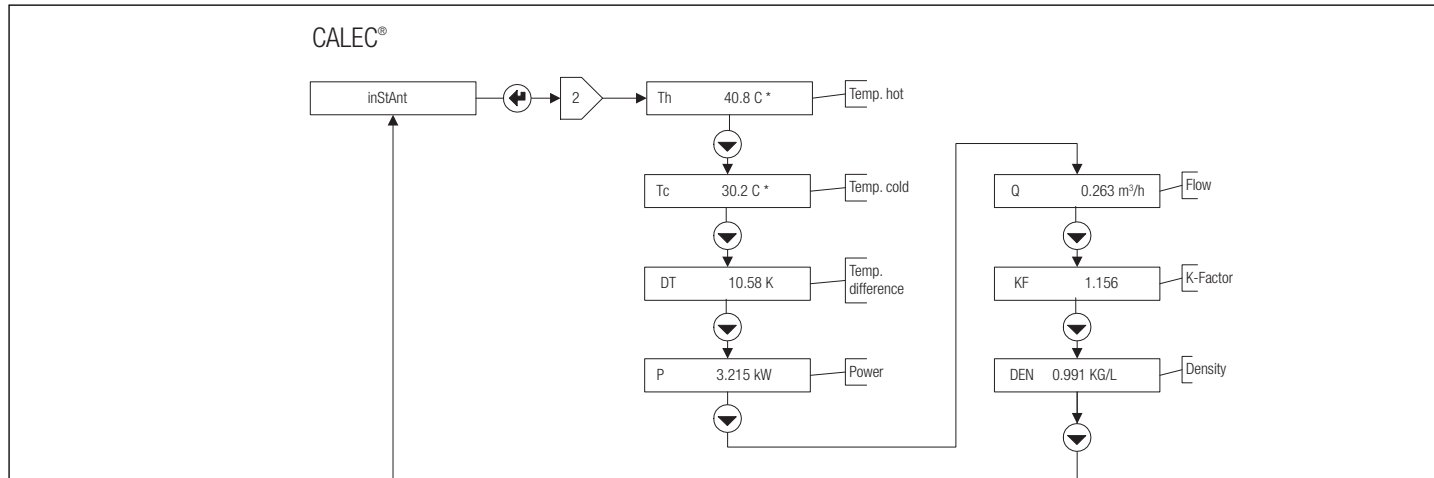 CALEC®
inStAnt
2
Th 40.8 C *
Temp. hot
Tc 30.2 C *
Temp. cold
DT 10.58 K
Temp.
difference
P 3.215 kW
Power
Q 0.263 m³/h
Flow
KF 1.156
K-Factor
DEN 0.991 KG/L
Density